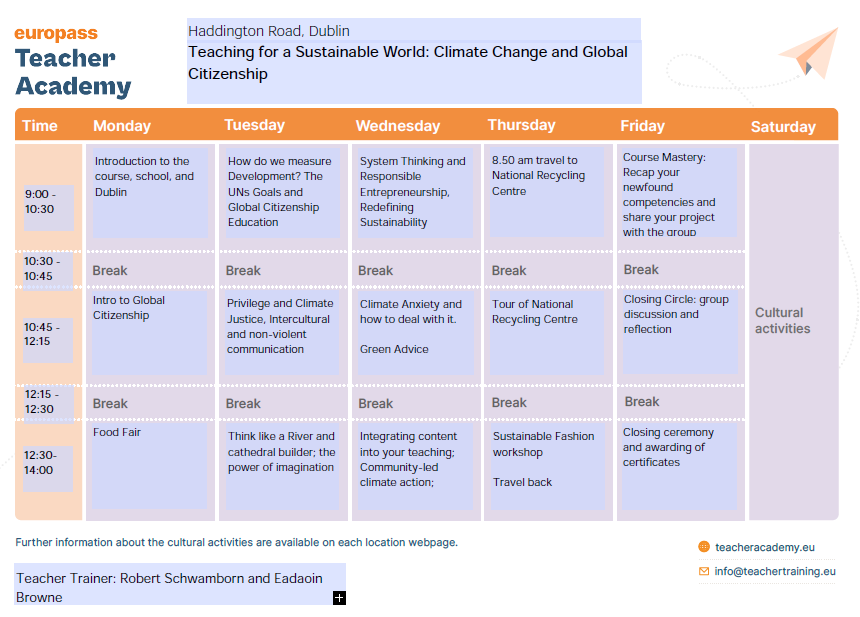 europass
Teacher
Academy
Haddington Road, Dublin
Teaching for a Sustainable World: Climate Change and Global
Citizenship
Time
Monday
Tuesday
Wednesday
Thursday
Friday
Saturday
9:00 -
10:30
Introduction to the
course, school, and
Dublin
How do we measure
Development? The
UNs Goals and
Global Citizenship
Education
System Thinking and
Responsible
Entrepreneurship,
Redefining
Sustainability
8.50 am travel to
National Recycling
Centre
Course Mastery:
Recap your
newfound
competencies and
share your project
with the group
10:30 -
10:45
Break
Break
Break
Break
Break
10:45 -
12:15
Intro to Global
Citizenship
Privilege and Climate
Justice, Intercultural
and non-violent
communication
Climate Anxiety and
how to deal with it.
Green Advice
Tour of National
Recycling Centre
Closing Circle: group
discussion and
reflection
Cultural
activities
12:15 -
12:30
Break
Break
Break
Break
Break
12:30-
14:00
Food Fair
Think like a River and
cathedral builder; the
power of imagination
Integrating content
into your teaching;
Community-led
climate action;
Sustainable Fashion
workshop
Travel back
Closing ceremony
and awarding of
certificates
Further information about the cultural activities are available on each location webpage.
teacheracademy.eu
info@teachertraining.eu
Teacher Trainer: Robert Schwamborn and Eadaoin
Browne